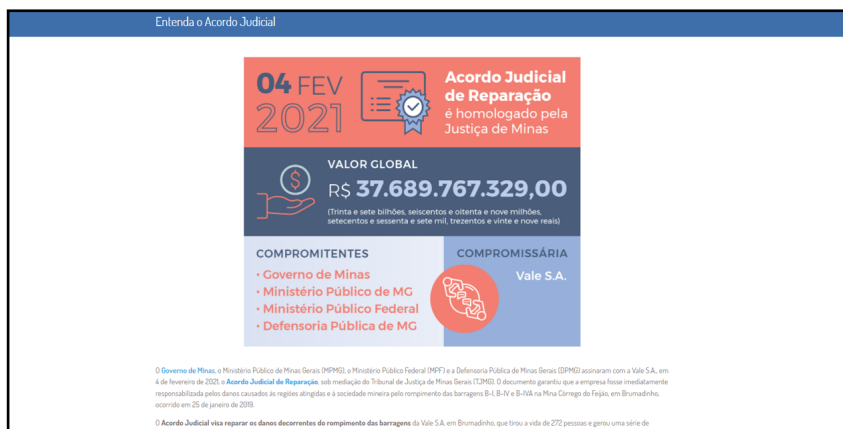 Entenda o Acordo Judicial
04 FEV
2021
Acordo Judicial
de Reparação
é homologado pela
Justiça de Minas
VALOR GLOBAL
R$ 37.689.767.329,00
(Trinta e sete bilhões, seiscentos e oitenta e nove milhões,
setecentos e sessenta e sete mil, trezentos e vinte e nove reais)
COMPROMITENTES
• Governo de Minas
• Ministério Público de MG
• Ministério Público Federal
• Defensoria Pública de MG
COMPROMISSÁRIA
Vale S.A.
O Governo de Minas, o Ministério Público de Minas Gerais (MPMG), o Ministério Público Federal (MPF) e a Defensoria Pública de Minas Gerais (DPMG) assinaram com a Vale S.A., em
4 de fevereiro de 2021, o Acordo Judicial de Reparação, sob mediação do Tribunal de Justiça de Minas Gerais (TJMG). O documento garantiu que a empresa fosse imediatamente
responsabilizada pelos danos causados às regiões atingidas e à sociedade mineira pelo rompimento das barragens B-I, B-IV e B-IVA na Mina Córrego do Feijão, em Brumadinho,
ocorrido em 25 de janeiro de 2019.
O Acordo Judicial visa reparar os danos decorrentes do rompimento das barragens da Vale S.A. em Brumadinho, que tirou a vida de 272 pessoas e gerou uma série de